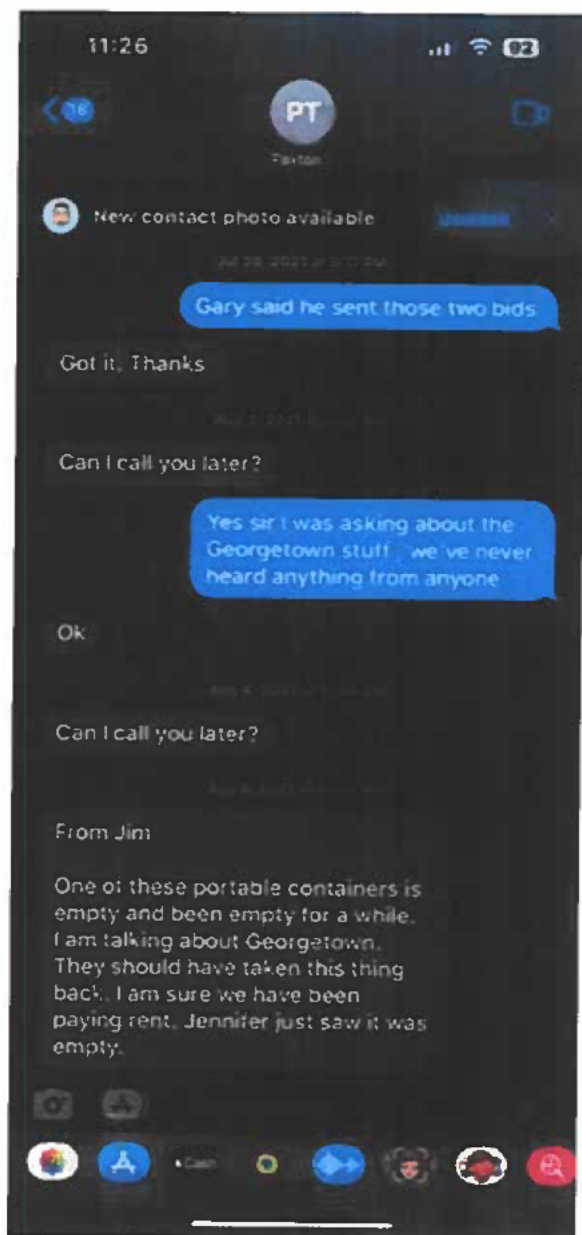 11:26
92
PT
New contact photo available
Gary said he sent those two bids
Got it, Thanks
Can I call you later?
Yes sir I was asking about the
Georgetown stuff we've never
heard anything from anyone
Ok
Can I call you later?
From Jim
One of these portable containers is
empty and been empty for a while.
I am talking about Georgetown.
They should have taken this thing
back. I am sure we have been
paying rent. Jennifer just saw it was
empty.
Cash